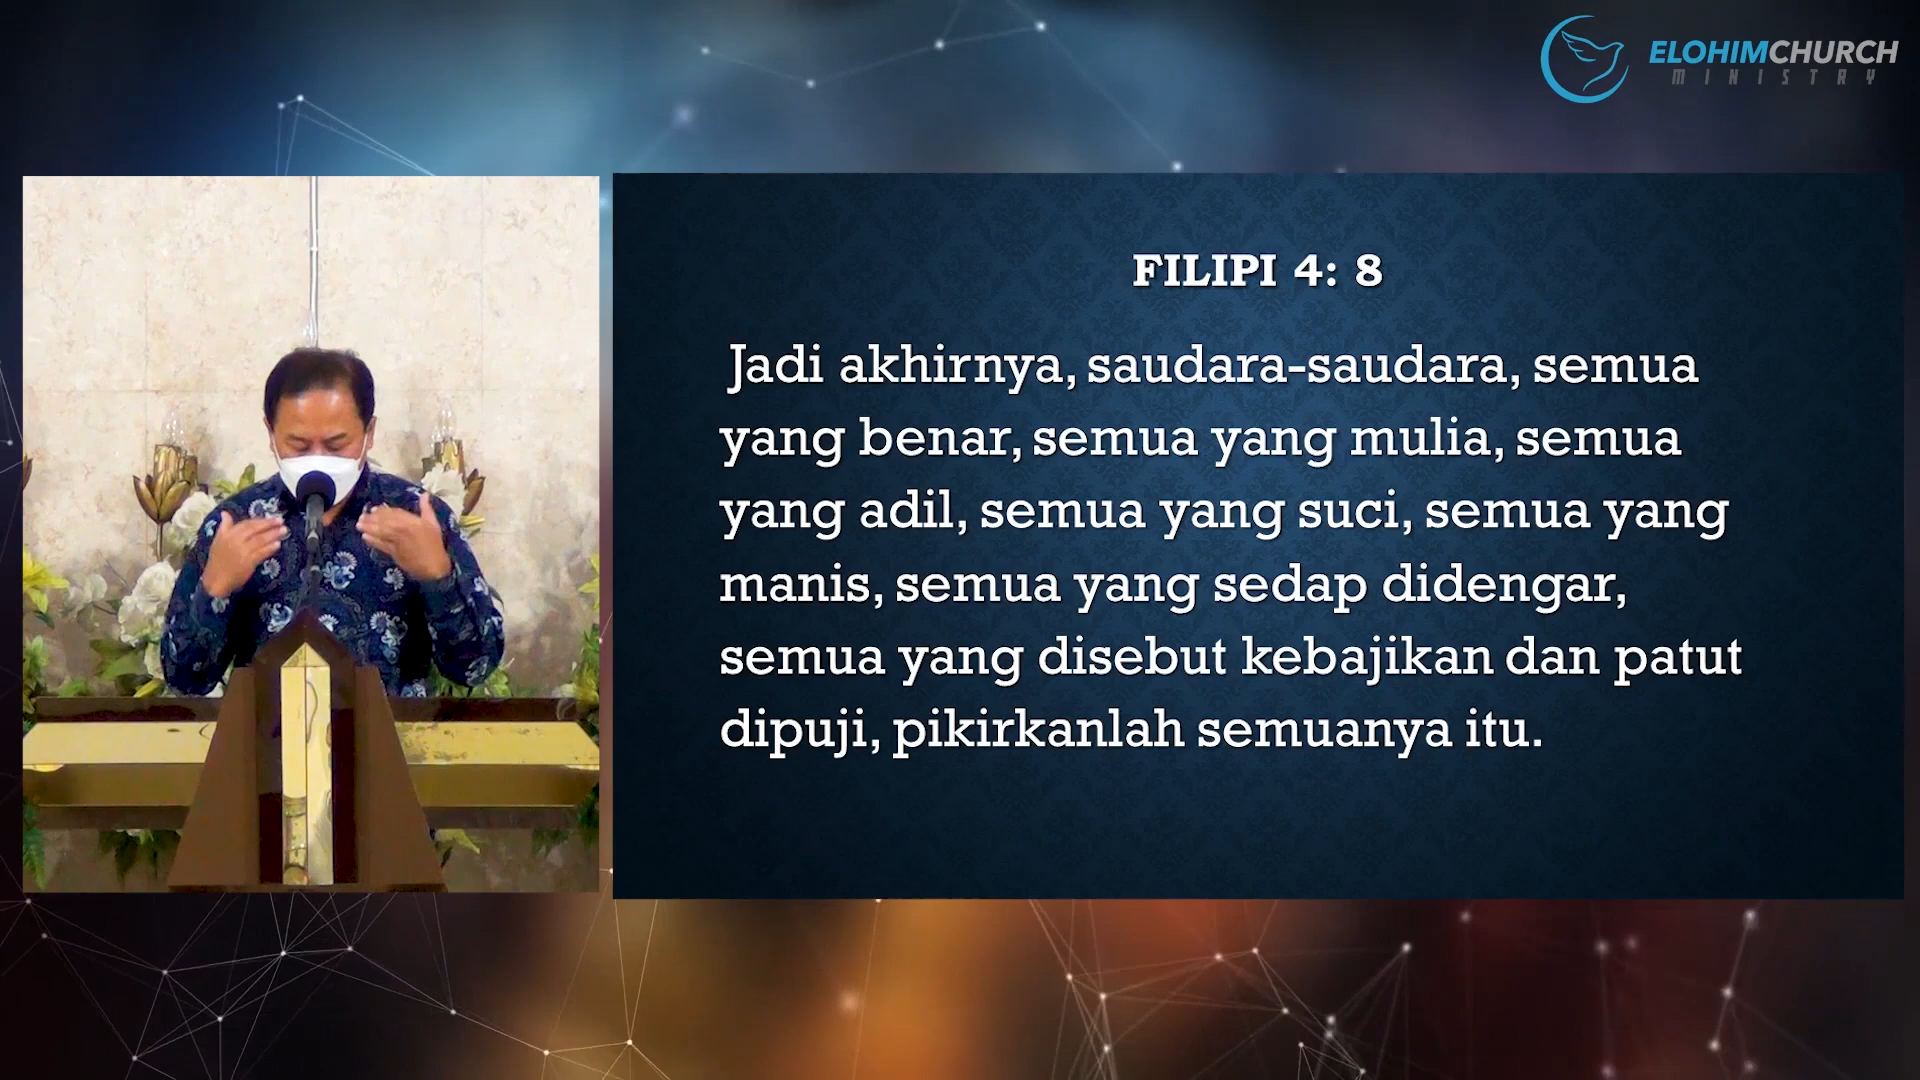 ELOHIMCHURCH
MINISTRY
FILIPI 4: 8
Jadi akhirnya, saudara-saudara, semua
yang benar, semua yang mulia, semua
yang adil, semua yang suci, semua yang
manis, semua yang sedap didengar,
semua yang disebut kebajikan dan patut
dipuji, pikirkanlah semuanya itu.